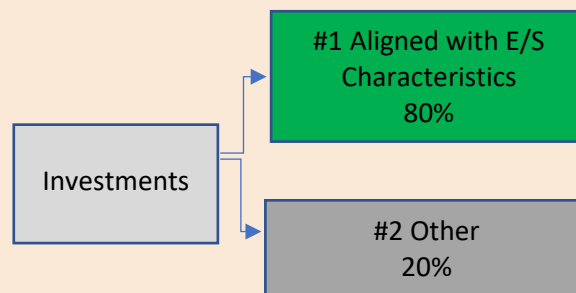 #1 Aligned with E/S
Characteristics
80%
Investments
#2 Other
20%